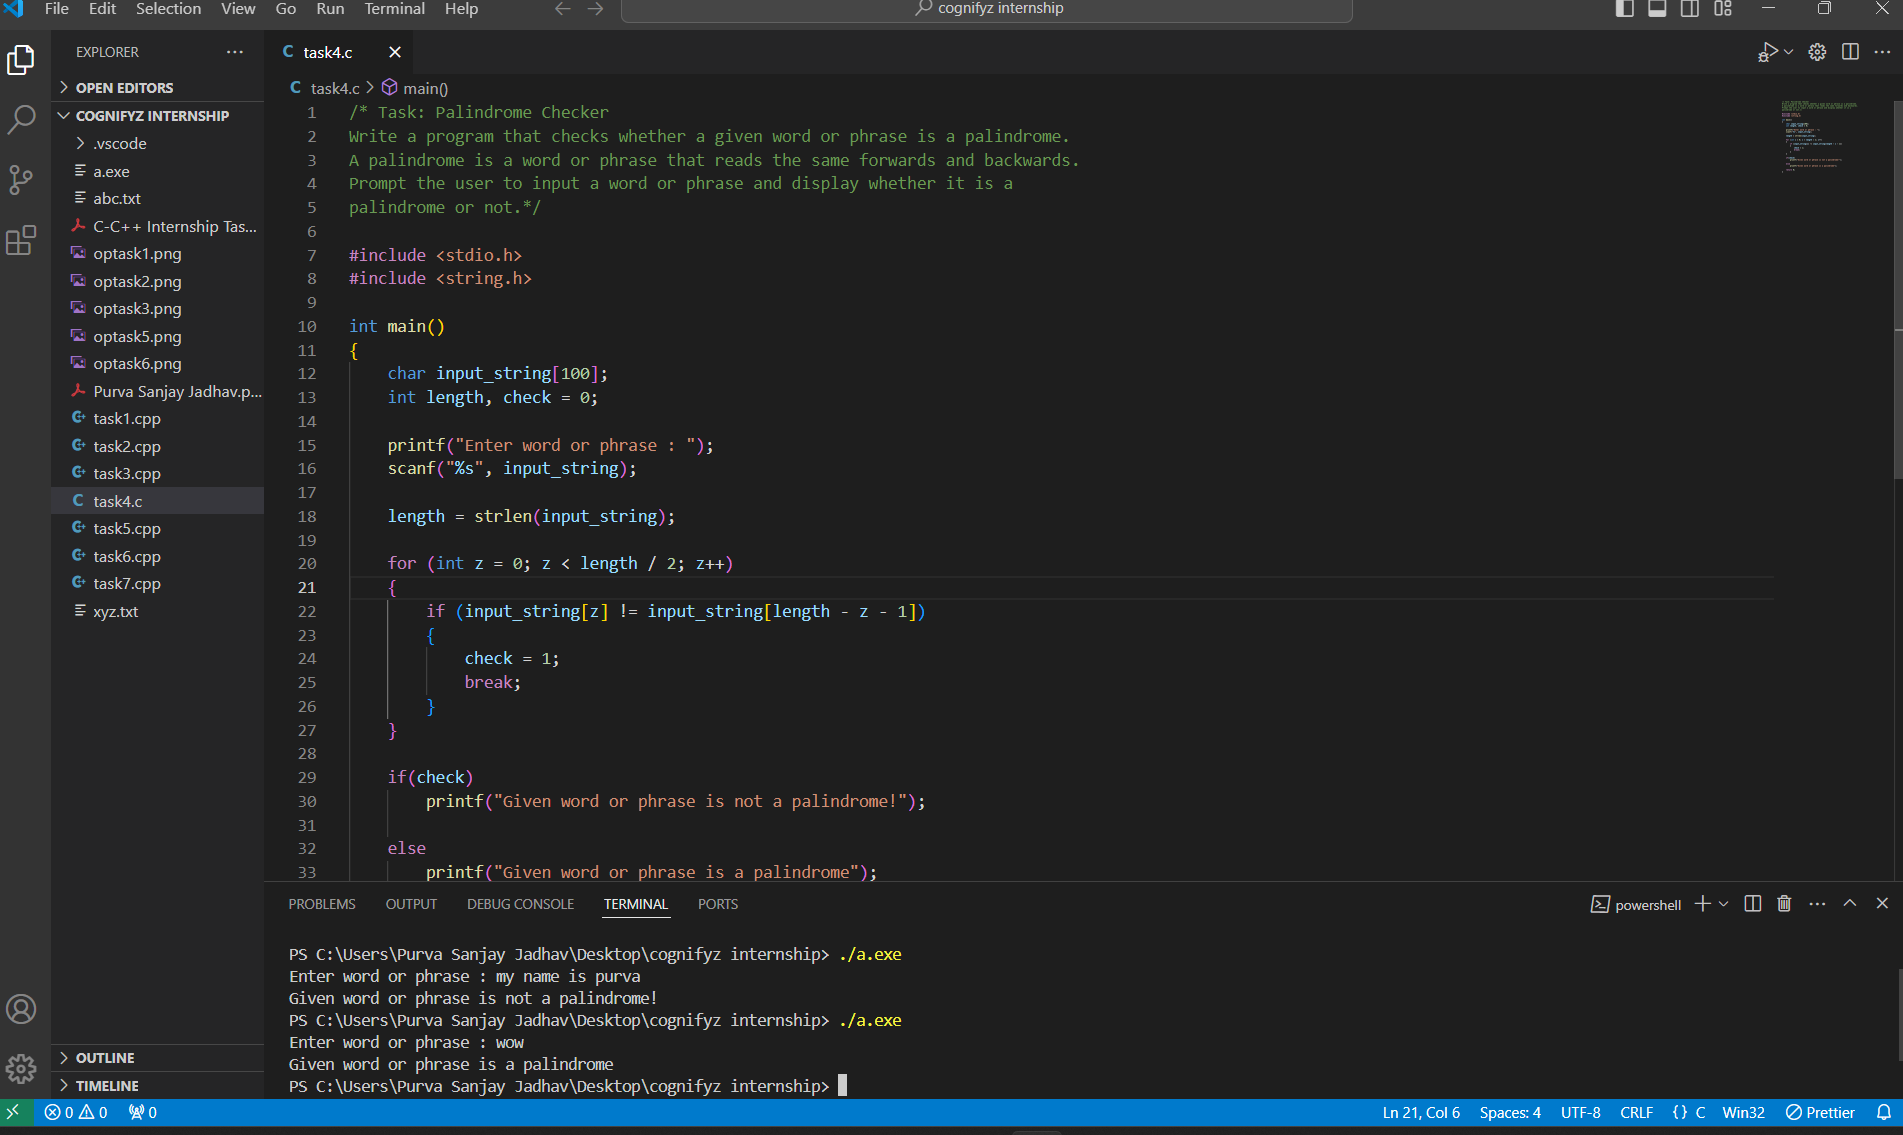 File Edit Selection View Go Run Terminal Help cognifyz internship
EXPLORER
OPEN EDITORS
COGNIFYZ INTERNSHIP
.vscode
a.exe
abc.txt
C-C++ Internship Tas...
optask1.png
optask2.png
optask3.png
optask5.png
optask6.png
Purva Sanjay Jadhav.p...
task1.cpp
task2.cpp
task3.cpp
task4.c
task5.cpp
task6.cpp
task7.cpp
xyz.txt
OUTLINE
TIMELINE
task4.c
task4.c > main()
1 /* Task: Palindrome Checker
2 Write a program that checks whether a given word or phrase is a palindrome.
3 A palindrome is a word or phrase that reads the same forwards and backwards.
4 Prompt the user to input a word or phrase and display whether it is a
5 palindrome or not.*/
6
7 #include <stdio.h>
8 #include <string.h>
9
10 int main()
11 {
12 char input_string[100];
13 int length, check = 0;
14
15 printf("Enter word or phrase : ");
16 scanf("%s", input_string);
17
18 length = strlen(input_string);
19
20 for (int z = 0; z < length / 2; z++)
21 {
22 if (input_string[z] != input_string[length - z - 1])
23 {
24 check = 1;
25 break;
26 }
27 }
28
29 if(check)
30 printf("Given word or phrase is not a palindrome!");
31
32 else
33 printf("Given word or phrase is a palindrome");
PROBLEMS OUTPUT DEBUG CONSOLE TERMINAL PORTS powershell
PS C:\Users\Purva Sanjay Jadhav\Desktop\cognifyz internship> ./a.exe
Enter word or phrase : my name is purva
Given word or phrase is not a palindrome!
PS C:\Users\Purva Sanjay Jadhav\Desktop\cognifyz internship> ./a.exe
Enter word or phrase : wow
Given word or phrase is a palindrome
PS C:\Users\Purva Sanjay Jadhav\Desktop\cognifyz internship>
0 0 0 Ln 21, Col 6 Spaces: 4 UTF-8 CRLF {} C Win32 Prettier